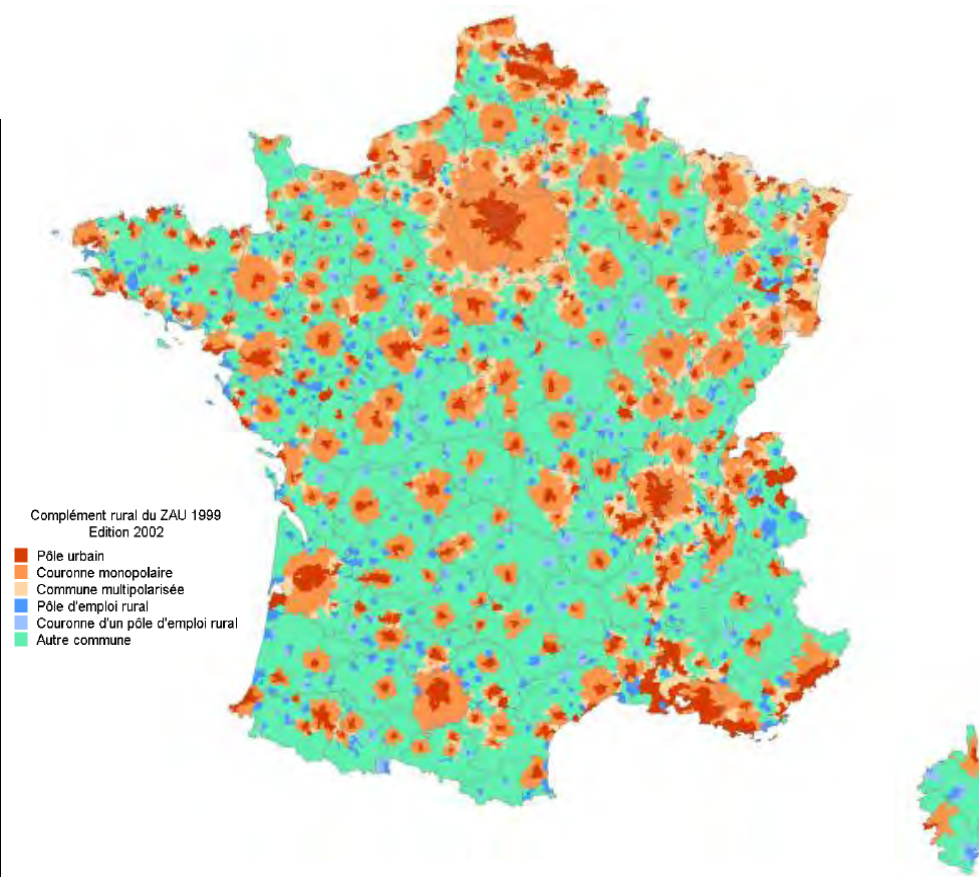 Complément rural du ZAU 1999
Edition 2002
Pôle urbain
Couronne monopolaire
Commune multipolarisée
Pôle d'emploi rural
Couronne d'un pôle d'emploi rural
Autre commune